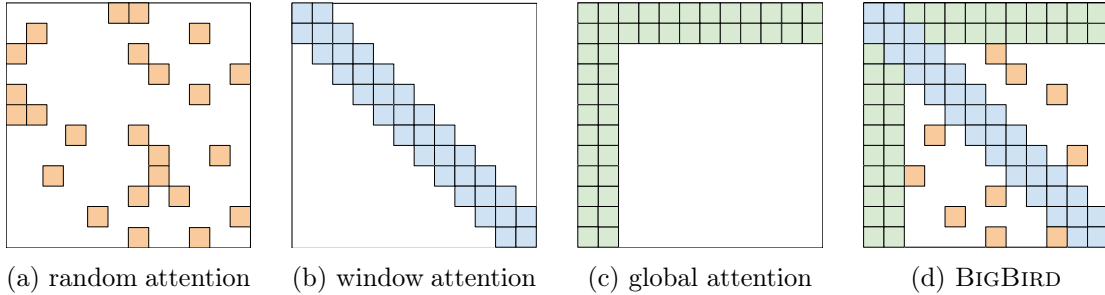 (a) random attention
(b) window attention
(c) global attention
(d) BIGBIRD